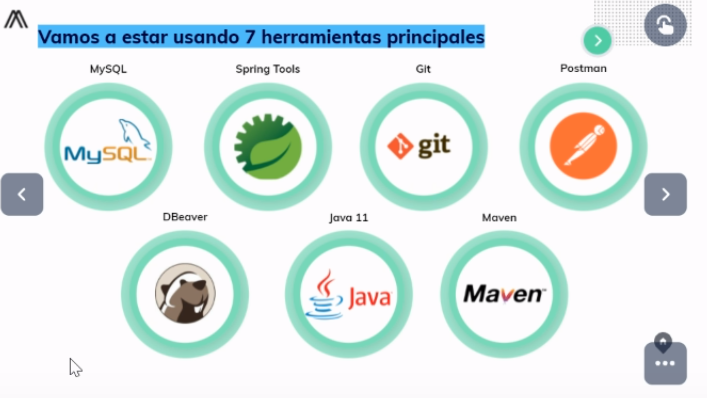 Vamos a estar usando 7 herramientas principales
MySQL
Spring Tools
Git
Postman
MySQL
git
DBeaver
Java 11
Maven
Java
Maven